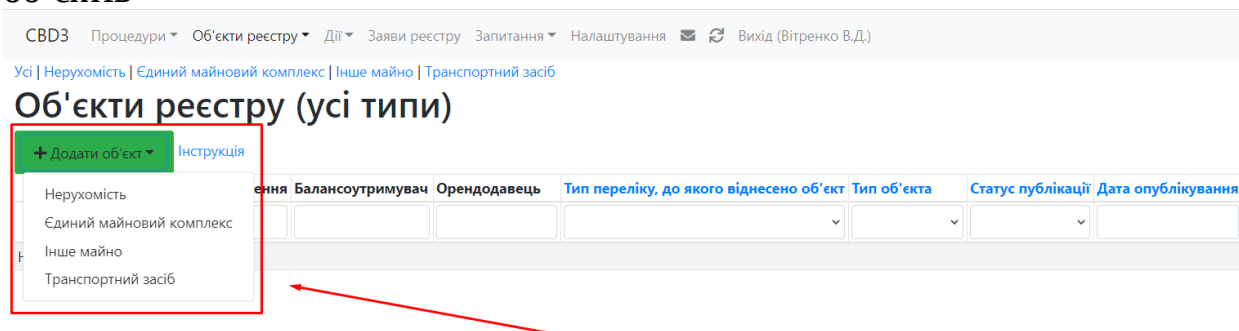 СВD3 Процедури Об'єкти реєстру Дії Заяви реєстру Запитання Налаштування Вихід (Вітренко В.Д.)
Усі | Нерухомість | Єдиний майновий комплекс | Інше майно | Транспортний засіб
Об'єкти реєстру (усі типи)
+ Додати об'єкт Інструкція
ення Балансоутримувач Орендодавець Тип переліку, до якого віднесено об'єкт Тип об'єкта Статус публікації Дата опублікування
Нерухомість
Єдиний майновий комплекс
Інше майно
Транспортний засіб